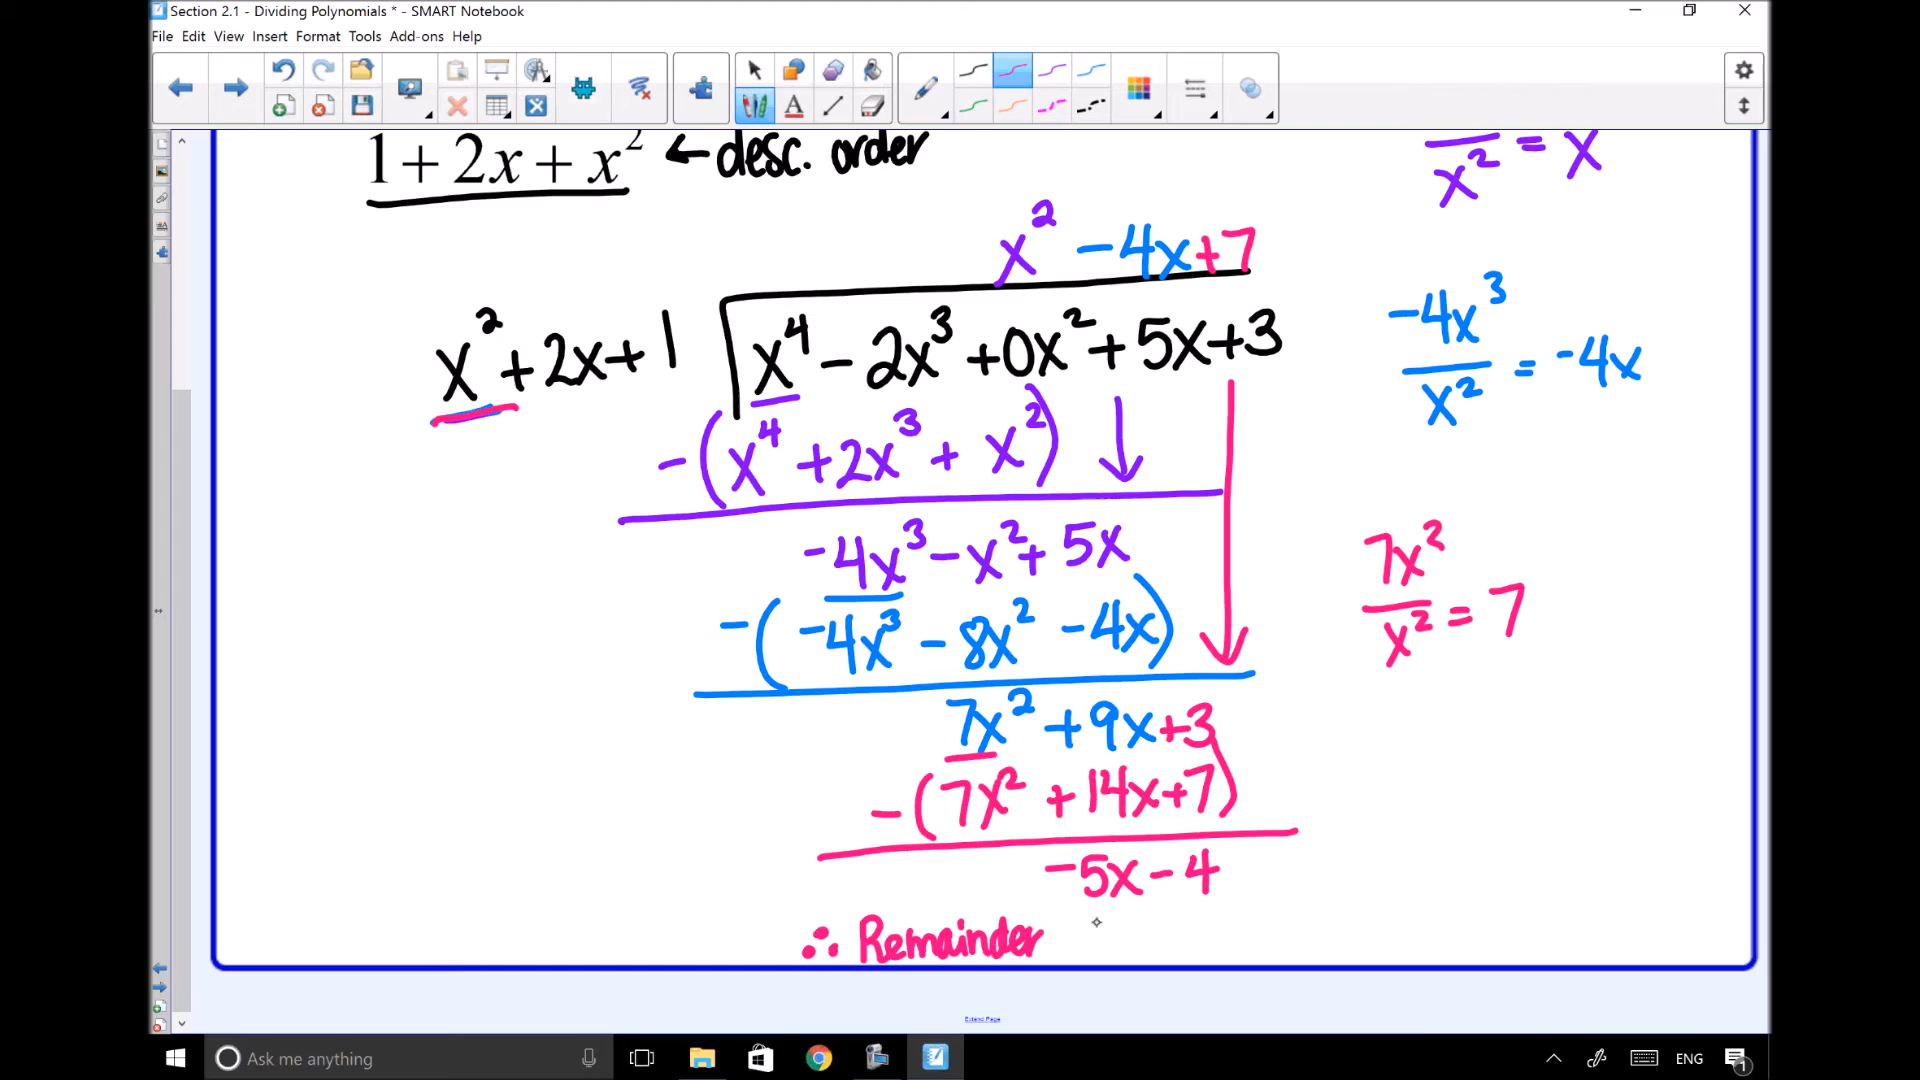 Section 2.1 - Dividing Polynomials * - SMART Notebook
File Edit View Insert Format Tools Add-ons Help
1 + 2x + x² ← desc. order
x² = x
x² - 4x + 7
x² + 2x + 1 x⁴ - 2x³ + 0x² + 5x + 3
-4x³
x² = -4x
- (x⁴ + 2x³ + x²)
-4x³ - x² + 5x
7x²
x² = 7
- (-4x³ - 8x² - 4x)
7x² + 9x + 3
- (7x² + 14x + 7)
-5x - 4
∴ Remainder
Extend Page
Ask me anything
ENG
1